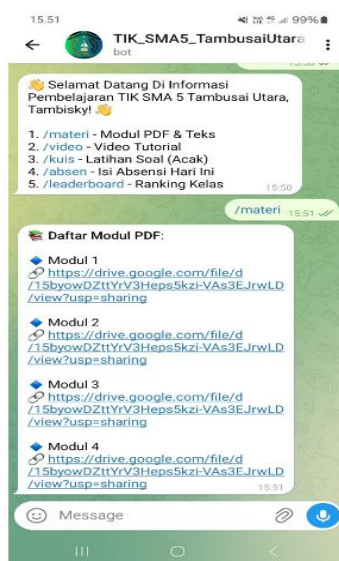 15.51
99%
TIK_SMA5_TambusaiUtara
bot
👋 Selamat Datang Di Informasi
Pembelajaran TIK SMA 5 Tambusai Utara,
Tambisky! 👋
1. /materi - Modul PDF & Teks
2. /video - Video Tutorial
3. /kuis - Latihan Soal (Acak)
4. /absen - Isi Absensi Hari Ini
5. /leaderboard - Ranking Kelas
15:50
/materi 15:51
📚 Daftar Modul PDF:
🔹 Modul 1
🔗 https://drive.google.com/file/d
/15byowDZttYrV3Heps5kzi-VAs3EJrwLD
/view?usp=sharing
🔹 Modul 2
🔗 https://drive.google.com/file/d
/15byowDZttYrV3Heps5kzi-VAs3EJrwLD
/view?usp=sharing
🔹 Modul 3
🔗 https://drive.google.com/file/d
/15byowDZttYrV3Heps5kzi-VAs3EJrwLD
/view?usp=sharing
🔹 Modul 4
🔗 https://drive.google.com/file/d
/15byowDZttYrV3Heps5kzi-VAs3EJrwLD
/view?usp=sharing
15:51
Message